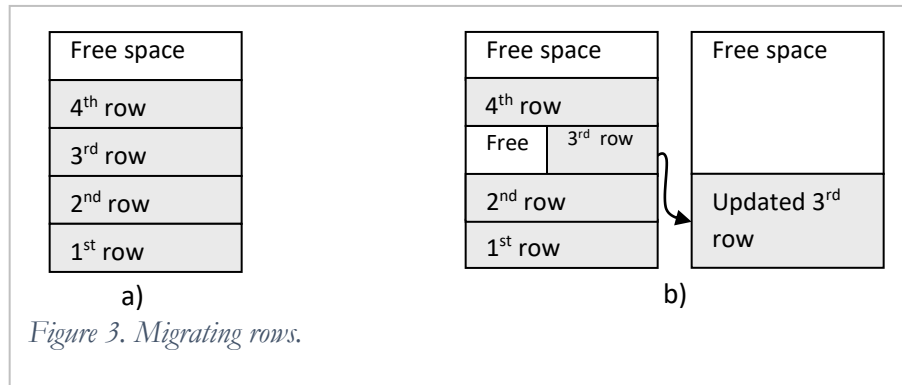 Free space
4th row
3rd row
2nd row
1st row
a)
Free space
4th row
Free
3rd row
2nd row
1st row
Free space
Updated 3rd
row
b)
Figure 3. Migrating rows.